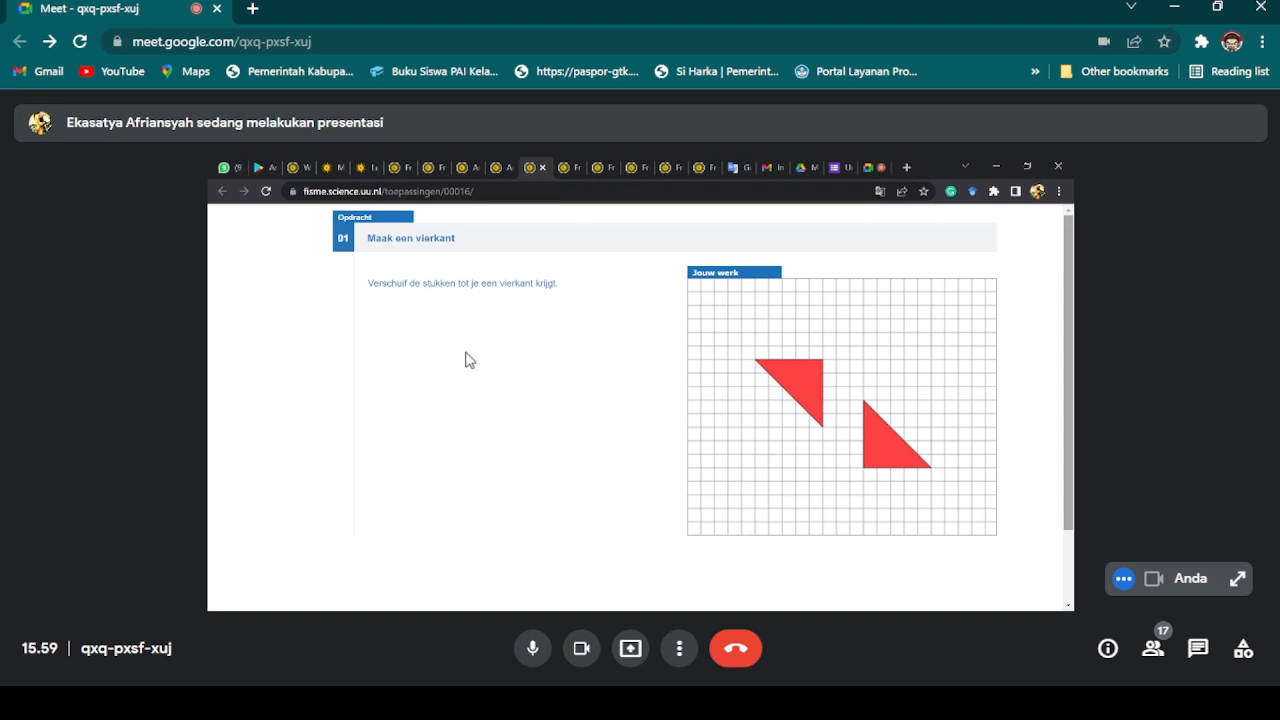 Meet - qxq-pxsf-xuj
meet.google.com/qxq-pxsf-xuj
Gmail
YouTube
Maps
Pemerintah Kabupa...
Buku Siswa PAI Kela...
https://paspor-gtk....
Si Harka | Pemerint...
Portal Layanan Pro...
»
Other bookmarks
Reading list
Ekasatya Afriansyah sedang melakukan presentasi
fisme.science.uu.nl/toepassingen/00016/
Opdracht
01 Maak een vierkant
Jouw werk
Verschuif de stukken tot je een vierkant krijgt.
Anda
17
15.59 | qxq-pxsf-xuj